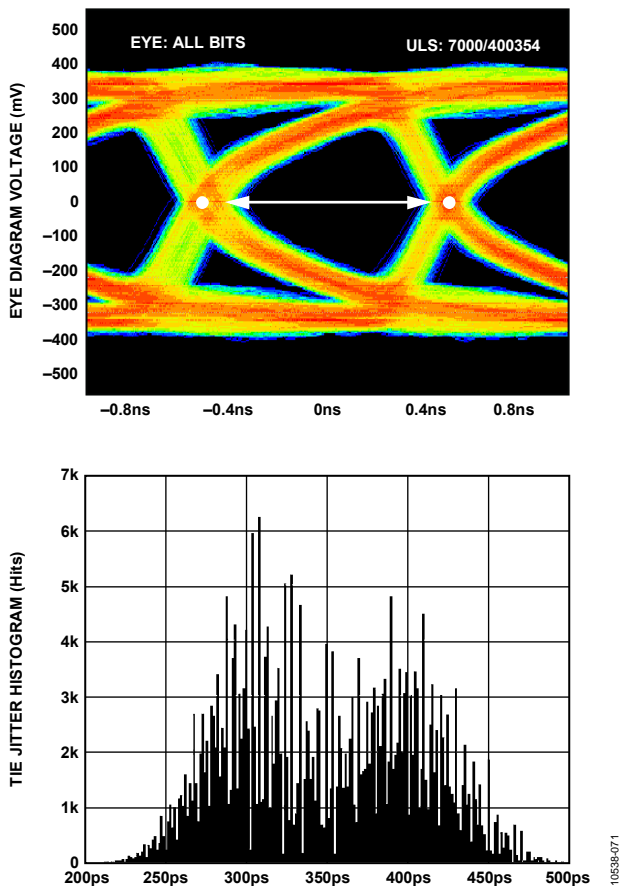 EYE: ALL BITS
ULS: 7000/400354
EYE DIAGRAM VOLTAGE (mV)
500
400
300
200
100
0
–100
–200
–300
–400
–500
–0.8ns
–0.4ns
0ns
0.4ns
0.8ns
TIE JITTER HISTOGRAM (Hits)
7k
6k
5k
4k
3k
2k
1k
0
200ps
250ps
300ps
350ps
400ps
450ps
500ps
10538-071